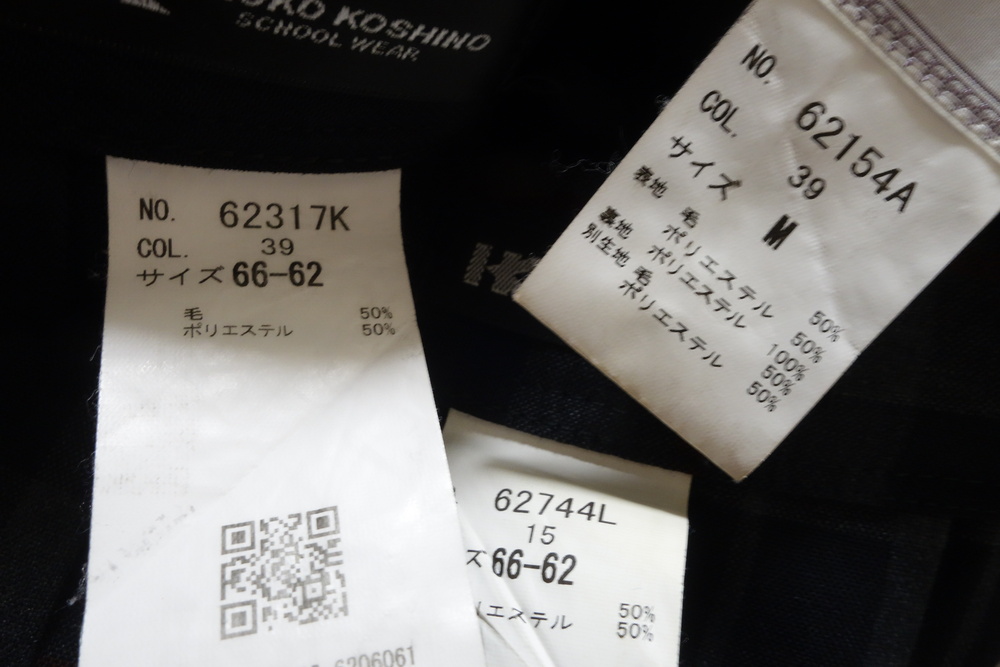 KOSHINO
SCHOOL WEAR
NO. 62317K
COL. 39
サイズ 66-62
毛 50%
ポリエステル 50%
6206061
NO. 62154A
COL. 39
サイズ M
表地 毛 50%
ポリエステル 50%
裏地 ポリエステル 100%
別生地 毛 50%
ポリエステル 50%
62744L
15
ズ 66-62
50%
リエステル 50%